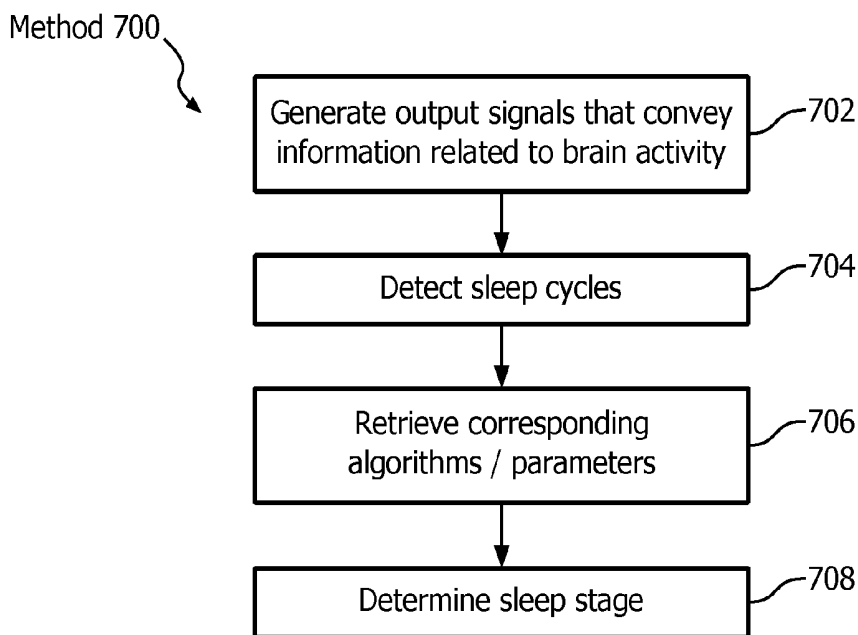 Method 700
Generate output signals that convey
information related to brain activity
702
Detect sleep cycles
704
Retrieve corresponding
algorithms / parameters
706
Determine sleep stage
708